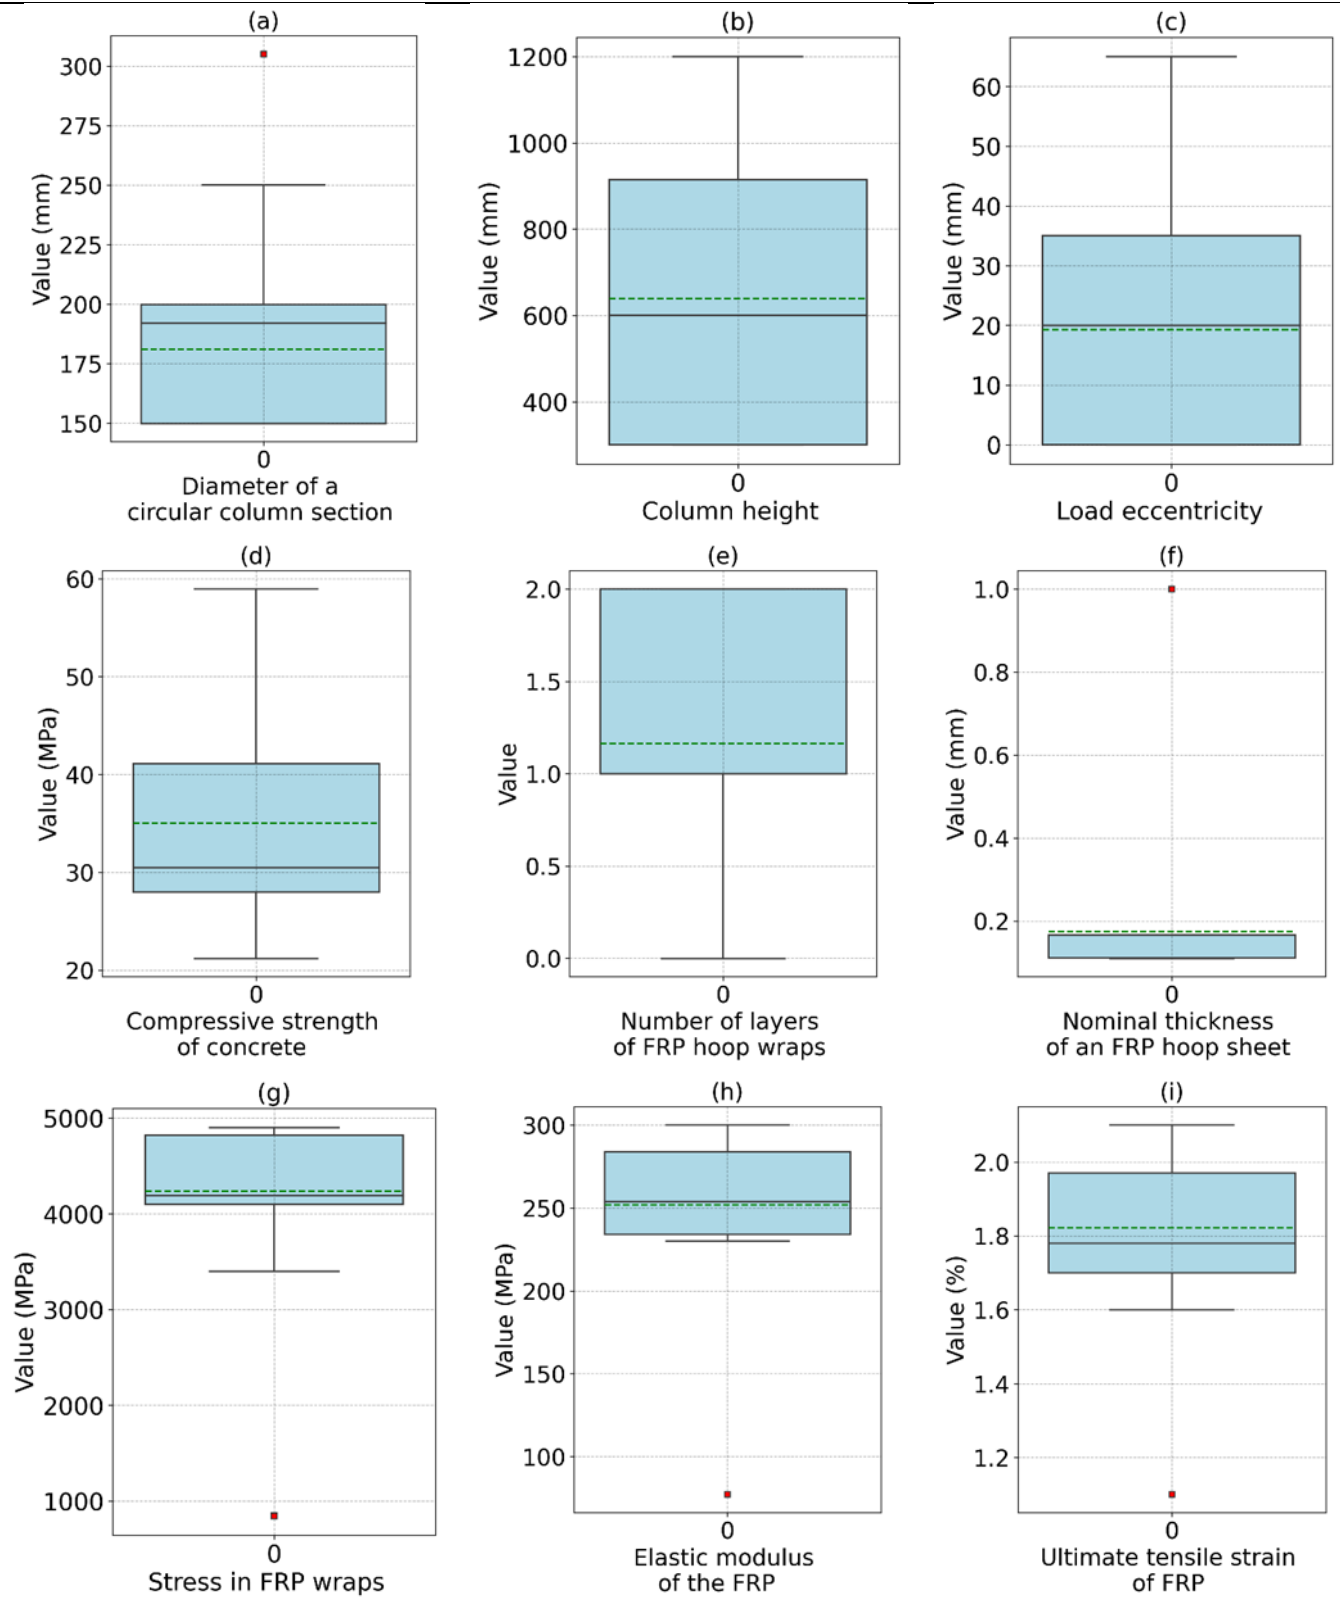 (a)
300
275
250
225
200
175
150
Value (mm)
0
Diameter of a
circular column section
(b)
1200
1000
800
600
400
Value (mm)
0
Column height
(c)
60
50
40
30
20
10
0
Value (mm)
0
Load eccentricity
(d)
60
50
40
30
20
Value (MPa)
0
Compressive strength
of concrete
(e)
2.0
1.5
1.0
0.5
0.0
Value
0
Number of layers
of FRP hoop wraps
(f)
1.0
0.8
0.6
0.4
0.2
Value (mm)
0
Nominal thickness
of an FRP hoop sheet
(g)
5000
4000
3000
2000
1000
Value (MPa)
0
Stress in FRP wraps
(h)
300
250
200
150
100
Value (MPa)
0
Elastic modulus
of the FRP
(i)
2.0
1.8
1.6
1.4
1.2
Value (%)
0
Ultimate tensile strain
of FRP